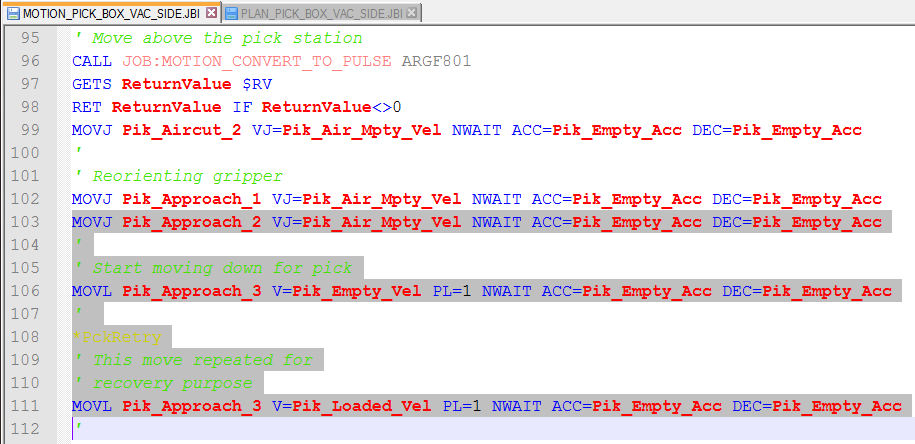 MOTION_PICK_BOX_VAC_SIDE.JBI PLAN_PICK_BOX_VAC_SIDE.JBI
95 ' Move above the pick station
96 CALL JOB:MOTION_CONVERT_TO_PULSE ARGF801
97 GETS ReturnValue $RV
98 RET ReturnValue IF ReturnValue<>0
99 MOVJ Pik_Aircut_2 VJ=Pik_Air_Mpty_Vel NWAIT ACC=Pik_Empty_Acc DEC=Pik_Empty_Acc
100 '
101 ' Reorienting gripper
102 MOVJ Pik_Approach_1 VJ=Pik_Air_Mpty_Vel NWAIT ACC=Pik_Empty_Acc DEC=Pik_Empty_Acc
103 MOVJ Pik_Approach_2 VJ=Pik_Air_Mpty_Vel NWAIT ACC=Pik_Empty_Acc DEC=Pik_Empty_Acc
104 '
105 ' Start moving down for pick
106 MOVL Pik_Approach_3 V=Pik_Empty_Vel PL=1 NWAIT ACC=Pik_Empty_Acc DEC=Pik_Empty_Acc
107 '
108 *PckRetry
109 ' This move repeated for
110 ' recovery purpose
111 MOVL Pik_Approach_3 V=Pik_Loaded_Vel PL=1 NWAIT ACC=Pik_Empty_Acc DEC=Pik_Empty_Acc
112 '